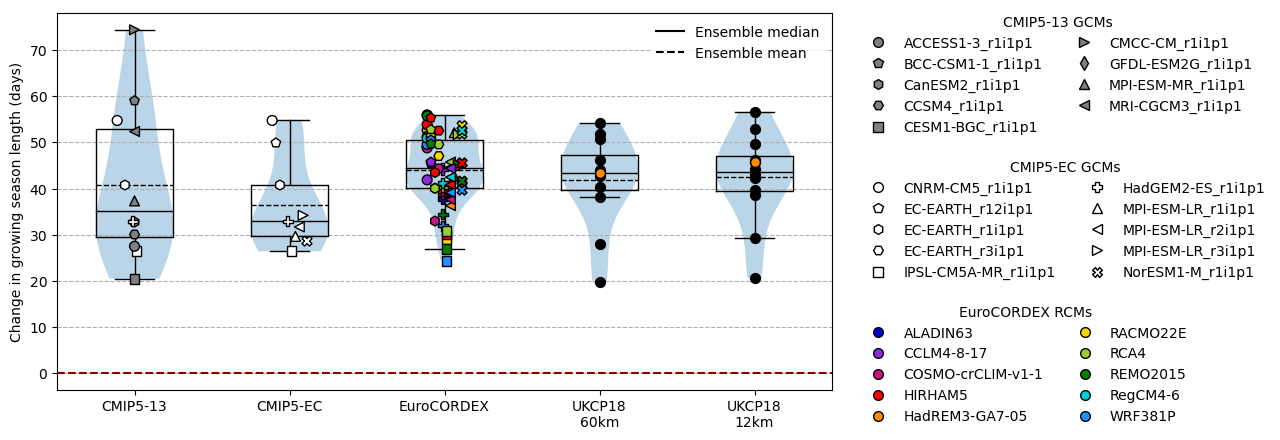 Change in growing season length (days)
70
60
50
40
30
20
10
0
Ensemble median
Ensemble mean
CMIP5-13
CMIP5-EC
EuroCORDEX
UKCP18
60km
UKCP18
12km
CMIP5-13 GCMs
ACCESS1-3_r1i1p1
BCC-CSM1-1_r1i1p1
CanESM2_r1i1p1
CCSM4_r1i1p1
CESM1-BGC_r1i1p1
CMCC-CM_r1i1p1
GFDL-ESM2G_r1i1p1
MPI-ESM-MR_r1i1p1
MRI-CGCM3_r1i1p1
CMIP5-EC GCMs
CNRM-CM5_r1i1p1
EC-EARTH_r12i1p1
EC-EARTH_r1i1p1
EC-EARTH_r3i1p1
IPSL-CM5A-MR_r1i1p1
HadGEM2-ES_r1i1p1
MPI-ESM-LR_r1i1p1
MPI-ESM-LR_r2i1p1
MPI-ESM-LR_r3i1p1
NorESM1-M_r1i1p1
EuroCORDEX RCMs
ALADIN63
CCLM4-8-17
COSMO-crCLIM-v1-1
HIRHAM5
HadREM3-GA7-05
RACMO22E
RCA4
REMO2015
RegCM4-6
WRF381P